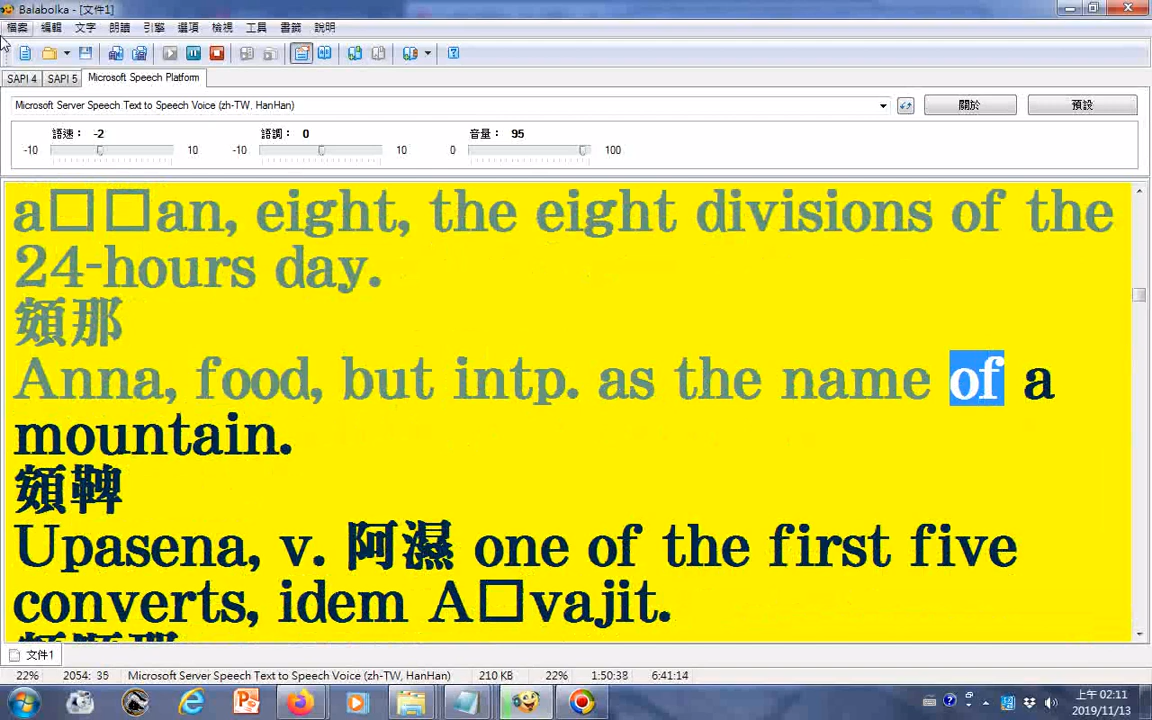 Balabolka - [文件1]
檔案 編輯 文字 朗讀 引擎 選項 檢視 工具 書籤 說明
SAPI 4 SAPI 5 Microsoft Speech Platform
Microsoft Server Speech Text to Speech Voice (zh-TW, HanHan) 關於 預設
語速： -2 語調： 0 音量： 95
-10 10 -10 10 0 100
a□□an, eight, the eight divisions of the
24-hours day.
頞那
Anna, food, but intp. as the name of a
mountain.
頞鞞
Upasena, v. 阿濕 one of the first five
converts, idem A□vajit.
文件1
22% 2054: 35 Microsoft Server Speech Text to Speech Voice (zh-TW, HanHan) 210 KB 22% 1:50:38 6:41:14
上午 02:11
2019/11/13